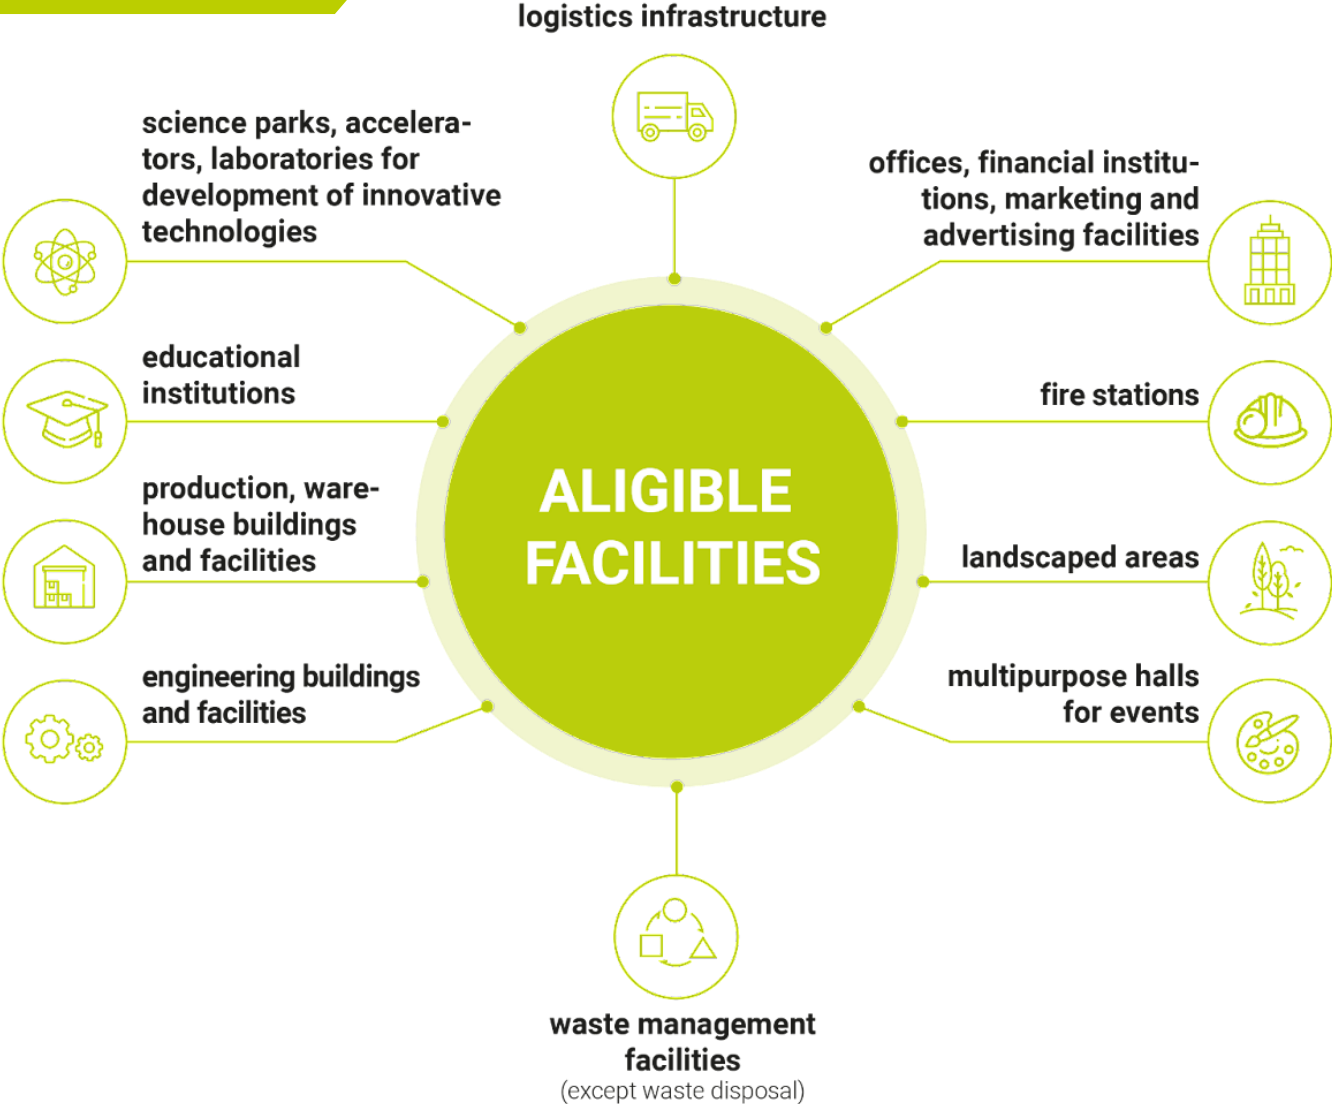 logistics infrastructure
science parks, accelera-
tors, laboratories for
development of innovative
technologies
offices, financial institu-
tions, marketing and
advertising facilities
educational
institutions
fire stations
production, ware-
house buildings
and facilities
ALIGIBLE
FACILITIES
landscaped areas
engineering buildings
and facilities
multipurpose halls
for events
waste management
facilities
(except waste disposal)